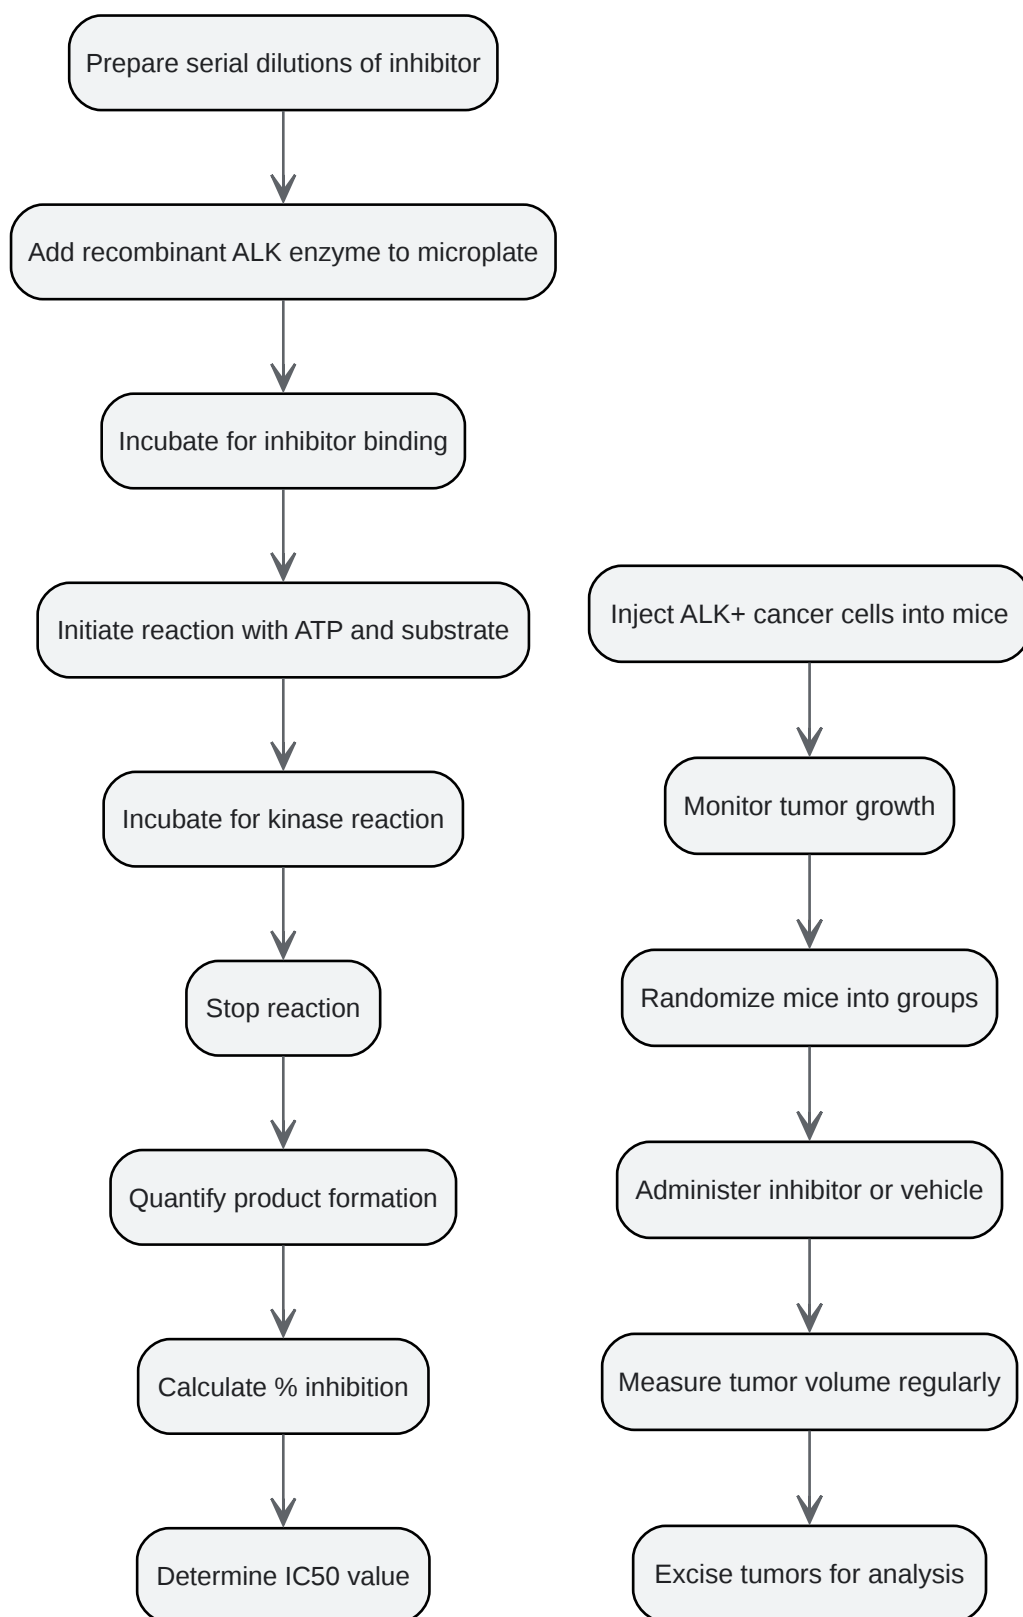 Prepare serial dilutions of inhibitor
Add recombinant ALK enzyme to microplate
Incubate for inhibitor binding
Initiate reaction with ATP and substrate
Incubate for kinase reaction
Stop reaction
Quantify product formation
Calculate % inhibition
Determine IC50 value
Inject ALK+ cancer cells into mice
Monitor tumor growth
Randomize mice into groups
Administer inhibitor or vehicle
Measure tumor volume regularly
Excise tumors for analysis